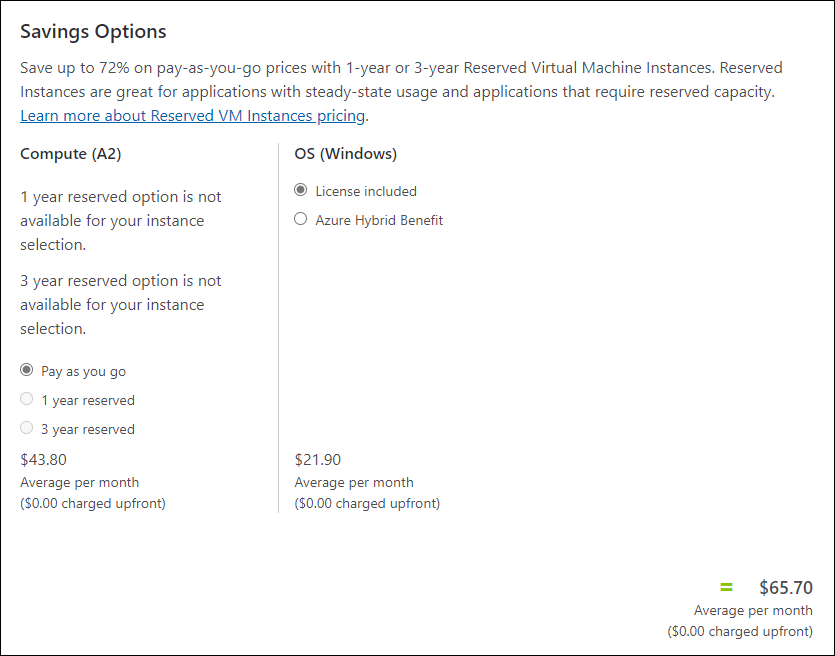 Savings Options
Save up to 72% on pay-as-you-go prices with 1-year or 3-year Reserved Virtual Machine Instances. Reserved
Instances are great for applications with steady-state usage and applications that require reserved capacity.
Learn more about Reserved VM Instances pricing.
Compute (A2)
1 year reserved option is not
available for your instance
selection.
3 year reserved option is not
available for your instance
selection.
Pay as you go
1 year reserved
3 year reserved
$43.80
Average per month
($0.00 charged upfront)
OS (Windows)
License included
Azure Hybrid Benefit
$21.90
Average per month
($0.00 charged upfront)
= $65.70
Average per month
($0.00 charged upfront)